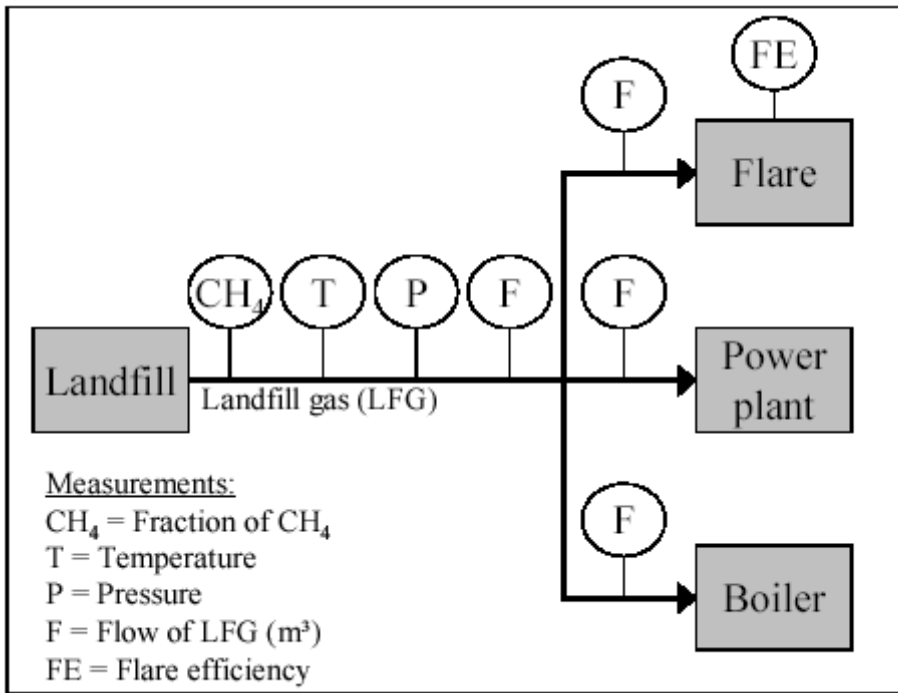 FE
F
Flare
CH₄ T P F F
Landfill
Power
plant
Landfill gas (LFG)
F
Boiler
Measurements:
CH₄ = Fraction of CH₄
T = Temperature
P = Pressure
F = Flow of LFG (m³)
FE = Flare efficiency